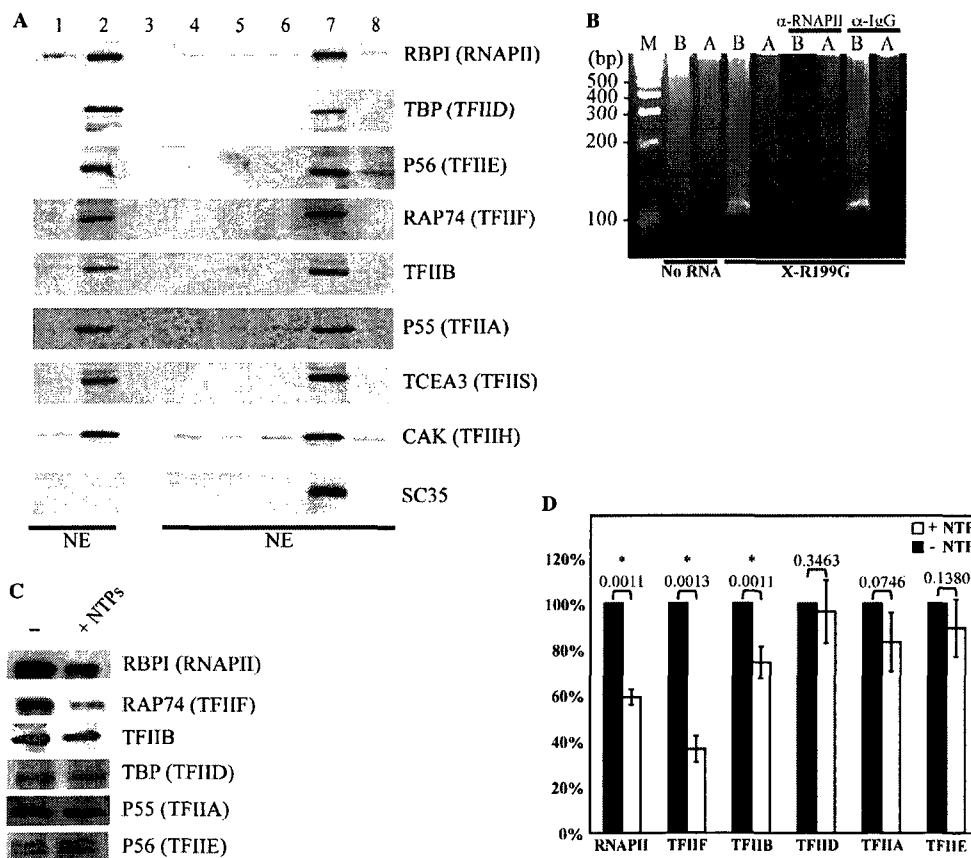 A
1 2 3 4 5 6 7 8
RBPI (RNAPII)
TBP (TFIID)
P56 (TFIIE)
RAP74 (TFIIF)
TFIIB
P55 (TFIIA)
TCEA3 (TFIIS)
CAK (TFIIH)
SC35
NE NE
B
α-RNAPII α-IgG
M B A B A B A B A
(bp)
500
400
300
200
100
No RNA X-R199G
C
– + NTPs
RBPI (RNAPII)
RAP74 (TFIIF)
TFIIB
TBP (TFIID)
P55 (TFIIA)
P56 (TFIIE)
D
+ NTP
- NTP
120%
100%
80%
60%
40%
20%
0%
* * *
0.0011 0.0013 0.0011 0.3463 0.0746 0.1380
RNAPII TFIIF TFIIB TFIID TFIIA TFIIE